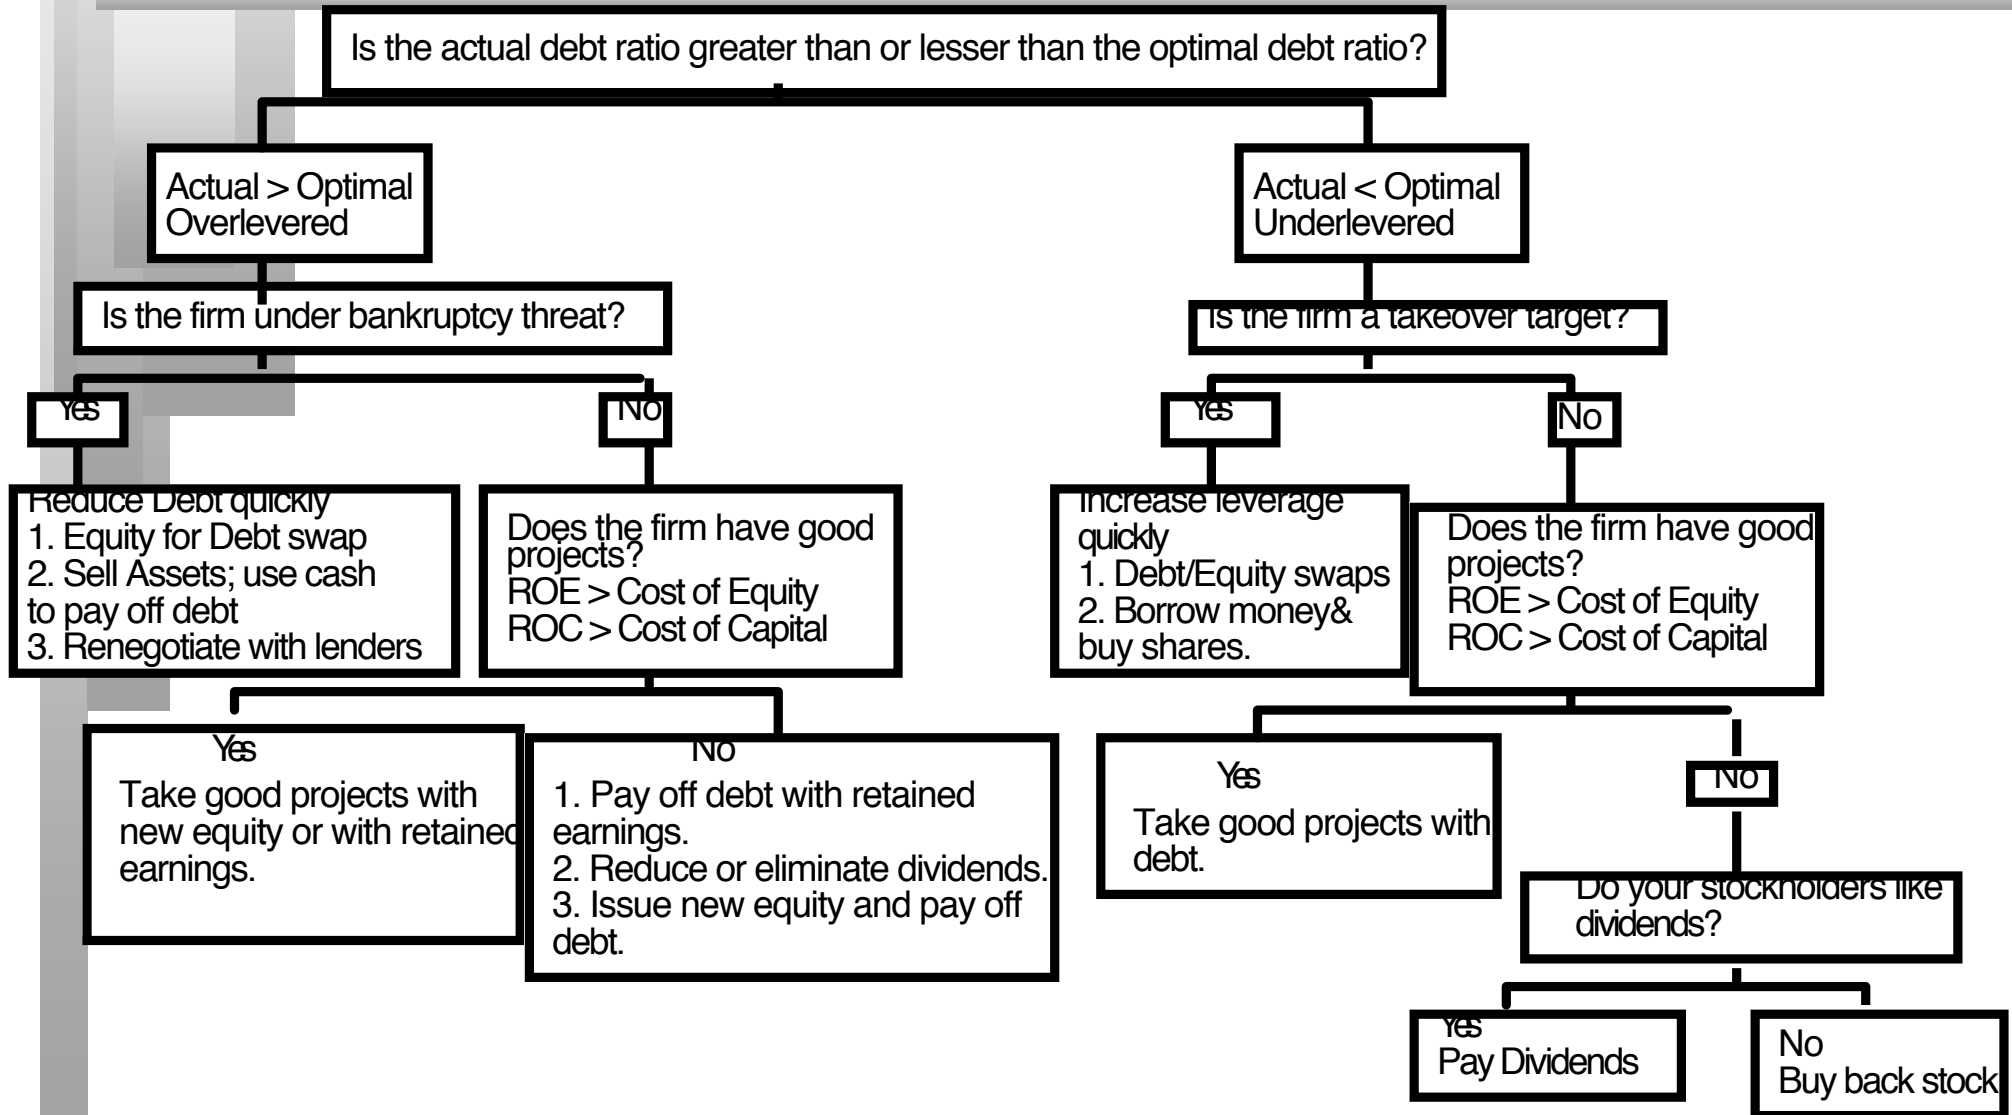 Is the actual debt ratio greater than or lesser than the optimal debt ratio?
Actual > Optimal
Overlevered
Actual < Optimal
Underlevered
Is the firm under bankruptcy threat?
Is the firm a takeover target?
Yes
No
Yes
No
Reduce Debt quickly
1. Equity for Debt swap
2. Sell Assets; use cash
to pay off debt
3. Renegotiate with lenders
Does the firm have good
projects?
ROE > Cost of Equity
ROC > Cost of Capital
Increase leverage
quickly
1. Debt/Equity swaps
2. Borrow money&
buy shares.
Does the firm have good
projects?
ROE > Cost of Equity
ROC > Cost of Capital
Yes
Take good projects with
new equity or with retained
earnings.
No
1. Pay off debt with retained
earnings.
2. Reduce or eliminate dividends.
3. Issue new equity and pay off
debt.
Yes
Take good projects with
debt.
No
Do your stockholders like
dividends?
Yes
Pay Dividends
No
Buy back stock